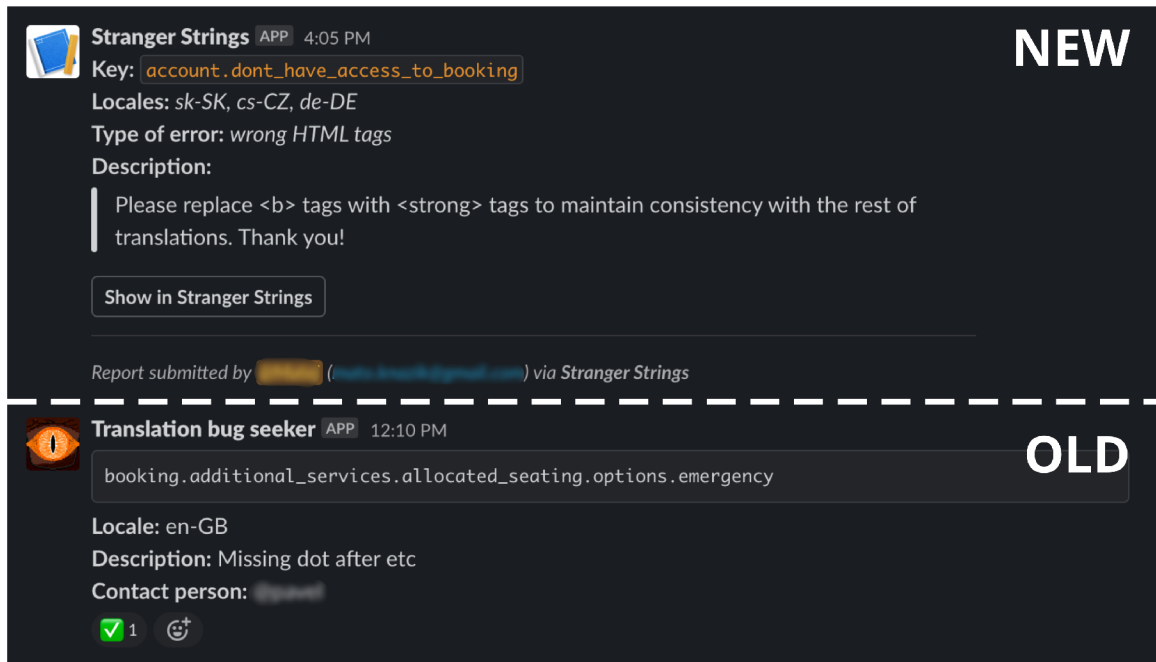 Stranger Strings APP 4:05 PM
NEW
Key: account.dont_have_access_to_booking
Locales: sk-SK, cs-CZ, de-DE
Type of error: wrong HTML tags
Description:
Please replace <b> tags with <strong> tags to maintain consistency with the rest of
translations. Thank you!
Show in Stranger Strings
Report submitted by ( ) via Stranger Strings
Translation bug seeker APP 12:10 PM
OLD
booking.additional_services.allocated_seating.options.emergency
Locale: en-GB
Description: Missing dot after etc
Contact person:
1